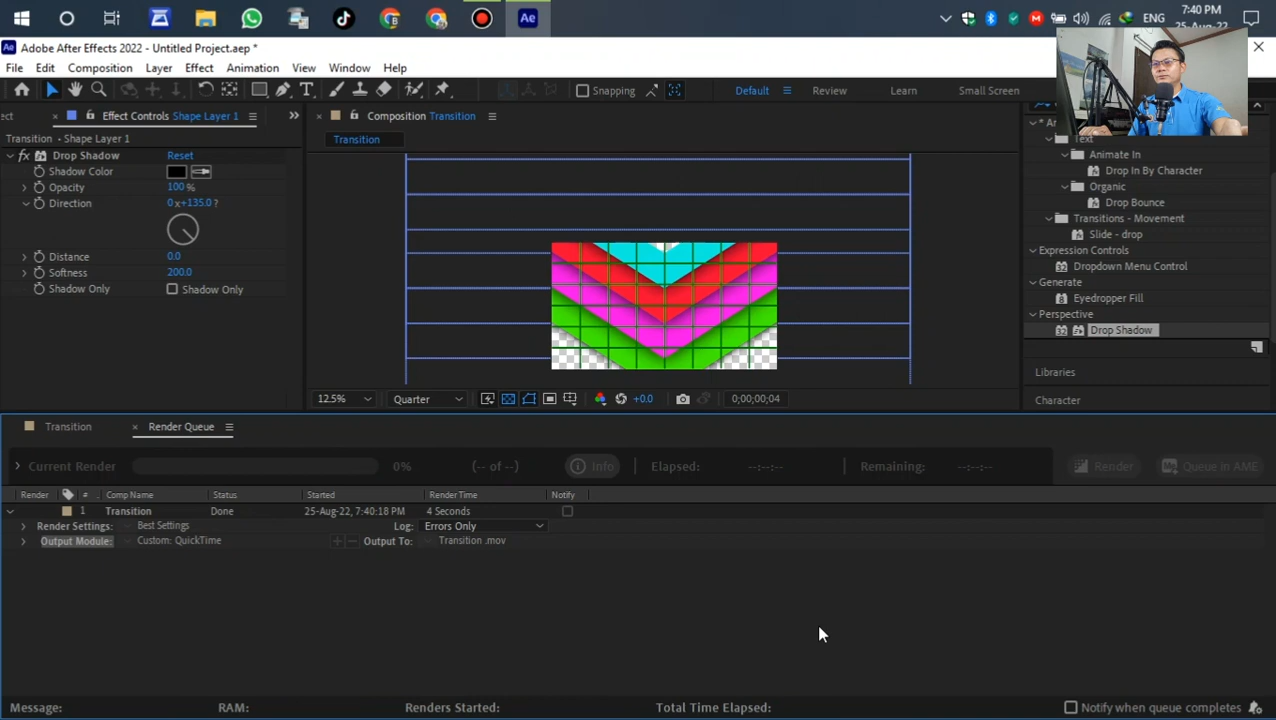 ENG
7:40 PM
25-Aug-22
Adobe After Effects 2022 - Untitled Project.aep *
File Edit Composition Layer Effect Animation View Window Help
Snapping
Default
Review
Learn
Small Screen
Effect Controls Shape Layer 1
Transition • Shape Layer 1
fx Drop Shadow Reset
Shadow Color
Opacity 100 %
Direction 0 x+135.0 ?
Distance 0.0
Softness 200.0
Shadow Only Shadow Only
Composition Transition
Transition
12.5%
Quarter
+0.0
0;00;00;04
Text
Animate In
Drop In By Character
Organic
Drop Bounce
Transitions - Movement
Slide - drop
Expression Controls
Dropdown Menu Control
Generate
Eyedropper Fill
Perspective
Drop Shadow
Libraries
Character
Transition
Render Queue
Current Render 0% (-- of --) Info Elapsed: --:--:-- Remaining: --:--:-- Render Queue in AME
Render # Comp Name Status Started Render Time Notify
1 Transition Done 25-Aug-22, 7:40:18 PM 4 Seconds
Render Settings: Best Settings Log: Errors Only
Output Module: Custom: QuickTime + − Output To: Transition .mov
Message: RAM: Renders Started: Total Time Elapsed: Notify when queue completes